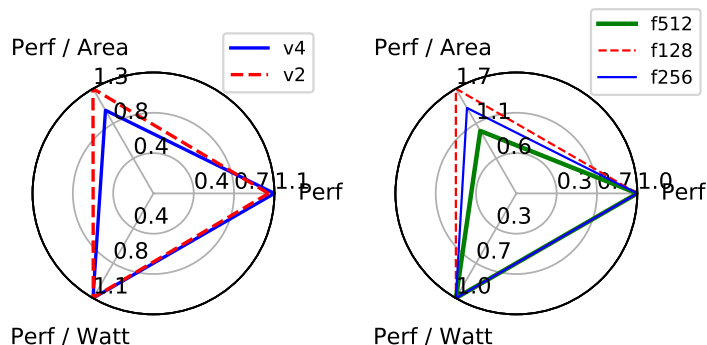 Perf / Area
v4
v2
1.3
0.8
0.4
0.4
0.7
1.1
Perf
0.4
0.8
1.1
Perf / Watt
Perf / Area
f512
f128
f256
1.7
1.1
0.6
0.3
0.7
1.0
Perf
0.3
0.7
1.0
Perf / Watt